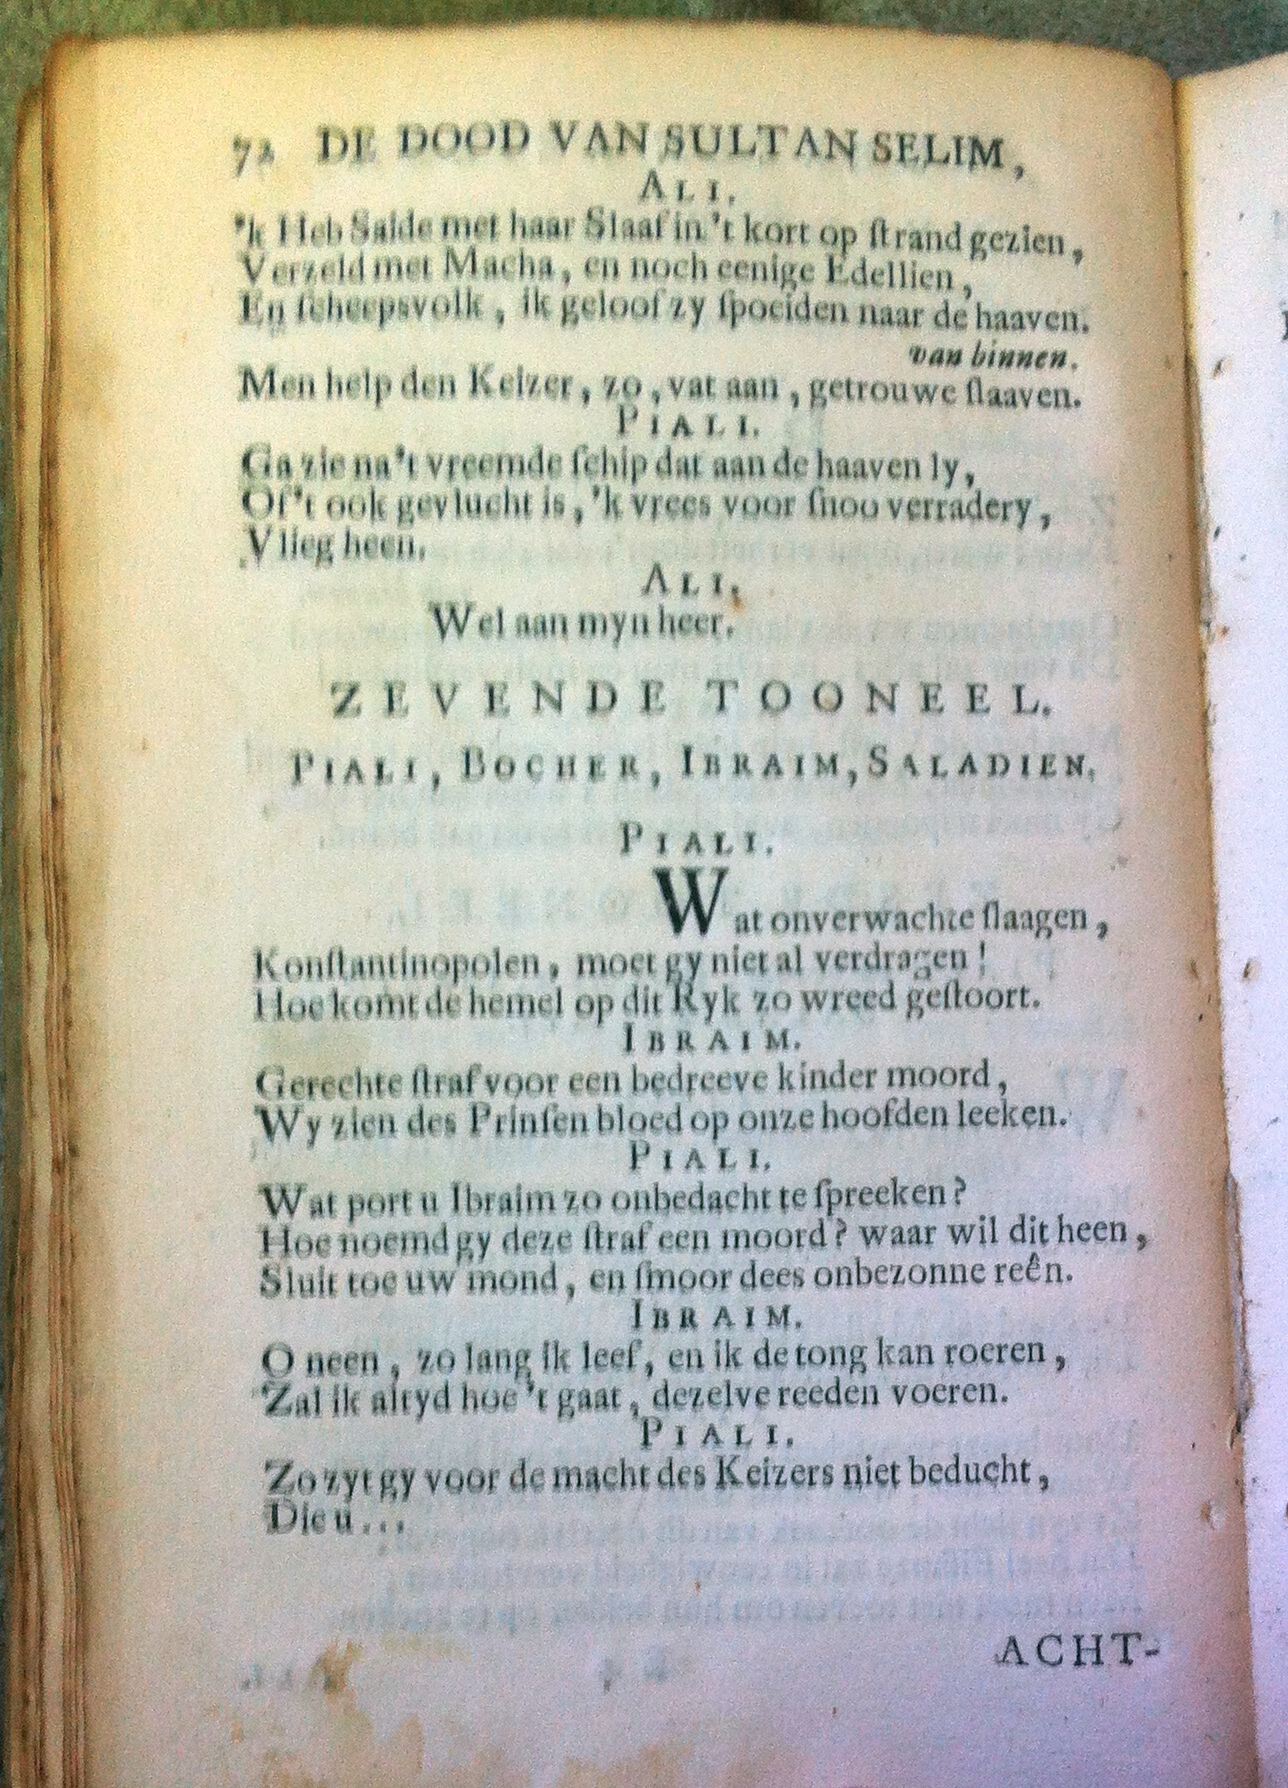 72 DE DOOD VAN SULTAN SELIM,
ALI.
'k Heb Saide met haar Slaaf in 't kort op ſtrand gezien,
Verzeld met Macha, en noch eenige Edellien,
En ſcheepsvolk, ik geloof zy ſpoeiden naar de haaven.
van binnen.
Men help den Keizer, zo, vat aan, getrouwe ſlaaven.
PIALI.
Ga zie na 't vreemde ſchip dat aan de haaven ly,
Of 't ook gevlucht is, 'k vrees voor ſnoo verradery,
Vlieg heen.
ALI.
Wel aan myn heer.
ZEVENDE TOONEEL.
PIALI, BOCHER, IBRAIM, SALADIEN.
PIALI.
Wat onverwachte ſlaagen,
Konſtantinopolen, moet gy niet al verdragen!
Hoe komt de hemel op dit Ryk zo wreed geſtoort.
IBRAIM.
Gerechte ſtraf voor een bedreeve kinder moord,
Wy zien des Prinſen bloed op onze hoofden leeken.
PIALI.
Wat port u Ibraim zo onbedacht te ſpreeken?
Hoe noemd gy deze ſtraf een moord? waar wil dit heen,
Sluit toe uw mond, en ſmoor dees onbezonne reên.
IBRAIM.
O neen, zo lang ik leef, en ik de tong kan roeren,
Zal ik altyd hoe 't gaat, dezelve reeden voeren.
PIALI.
Zo zyt gy voor de macht des Keizers niet beducht,
Die u...
ACHT-